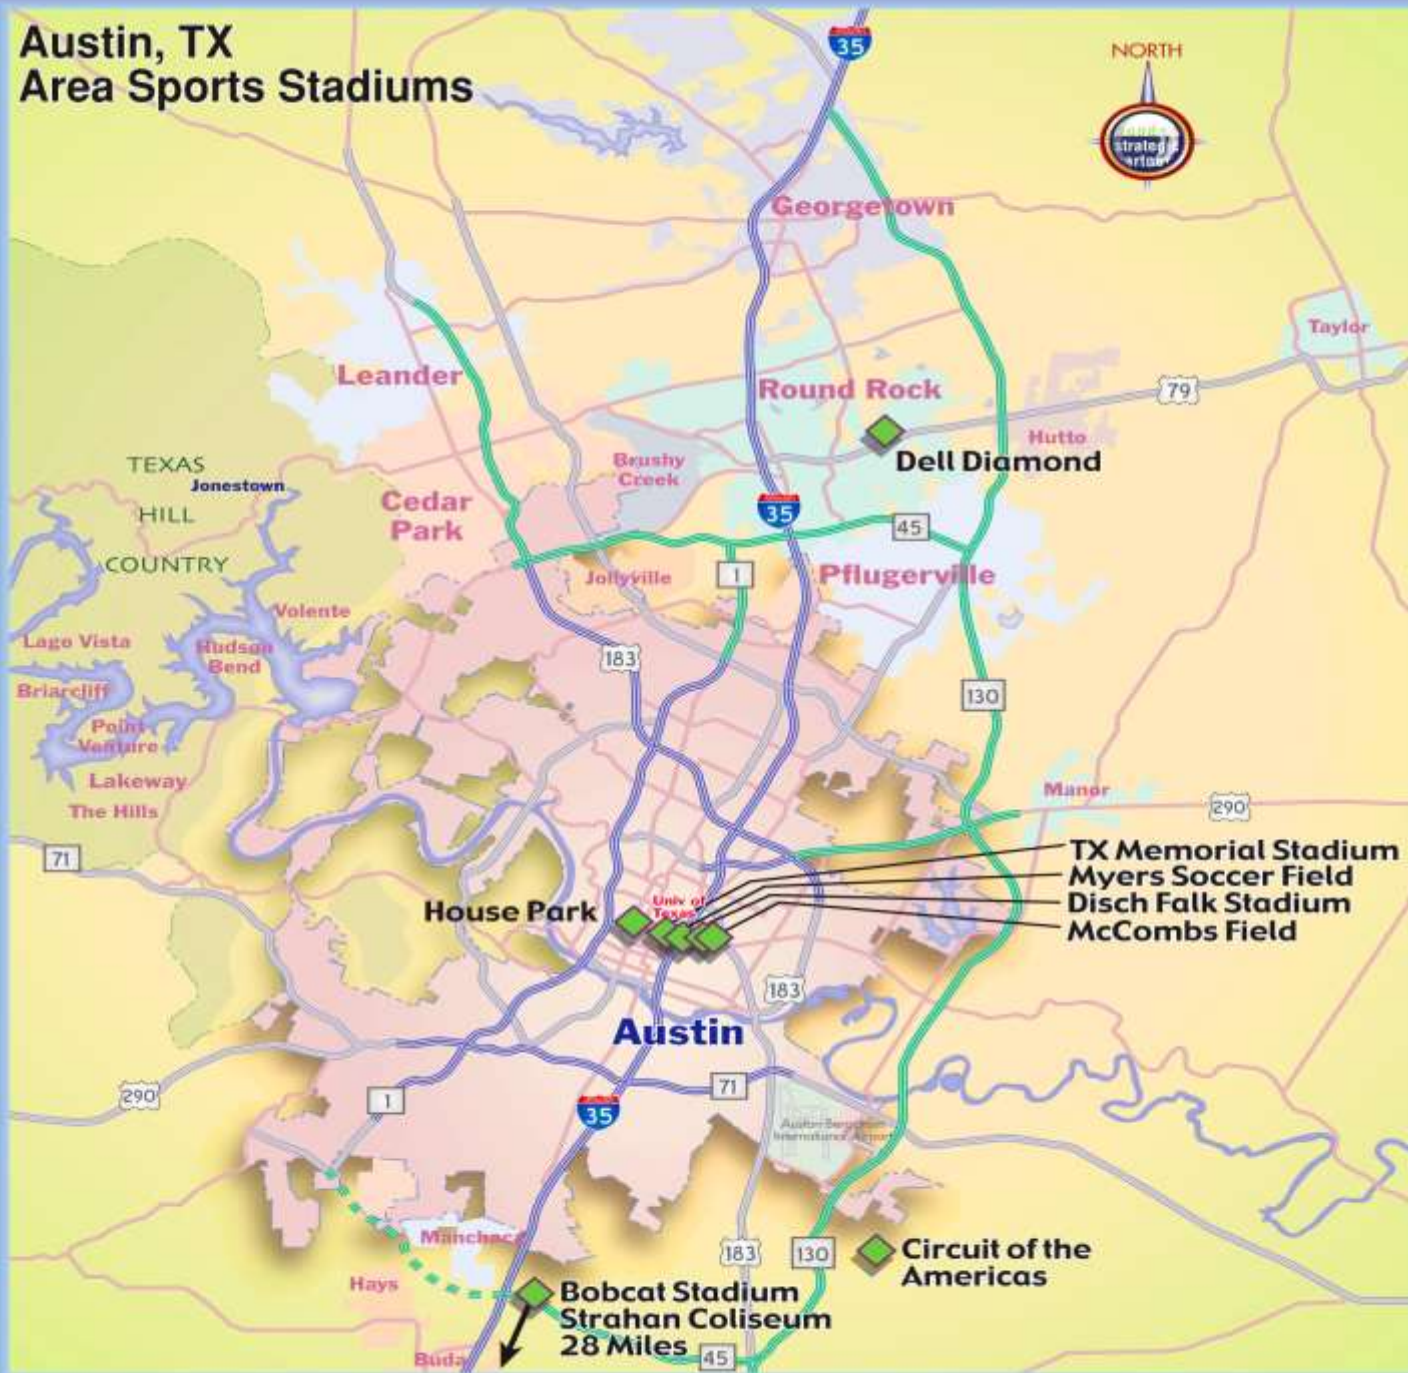 Austin, TX
Area Sports Stadiums
35
NORTH
Georgetown
Taylor
Leander
Round Rock
79
Hutto
Dell Diamond
TEXAS
Jonestown
HILL
COUNTRY
Brushy
Creek
Cedar
Park
35
45
Jollyville
1
Pflugerville
Volente
Lago Vista
Hudson
Bend
183
Briarcliff
130
Point
Venture
Lakeway
The Hills
Manor
290
71
TX Memorial Stadium
Myers Soccer Field
Disch Falk Stadium
McCombs Field
House Park
Univ of
Texas
183
Austin
290
1
71
35
Austin Bergstrom
International Airport
Manchaca
183
130
Circuit of the
Americas
Hays
Bobcat Stadium
Strahan Coliseum
28 Miles
Buda
45